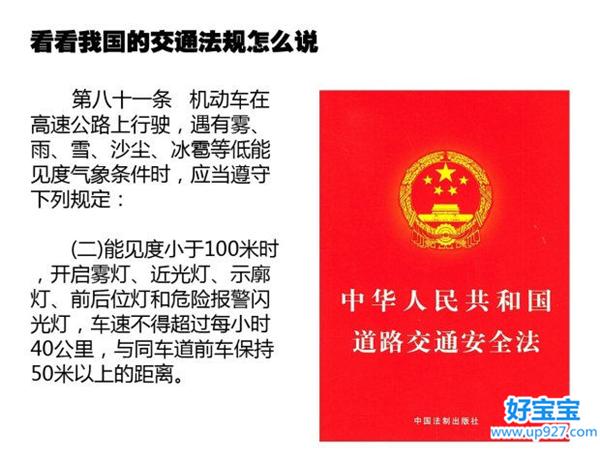 看看我国的交通法规怎么说
第八十一条 机动车在
高速公路上行驶，遇有雾、
雨、雪、沙尘、冰雹等低能
见度气象条件时，应当遵守
下列规定：
(二)能见度小于100米时
，开启雾灯、近光灯、示廓
灯、前后位灯和危险报警闪
光灯，车速不得超过每小时
40公里，与同车道前车保持
50米以上的距离。
中华人民共和国
道路交通安全法
中国法制出版社
好宝宝
www.up927.com